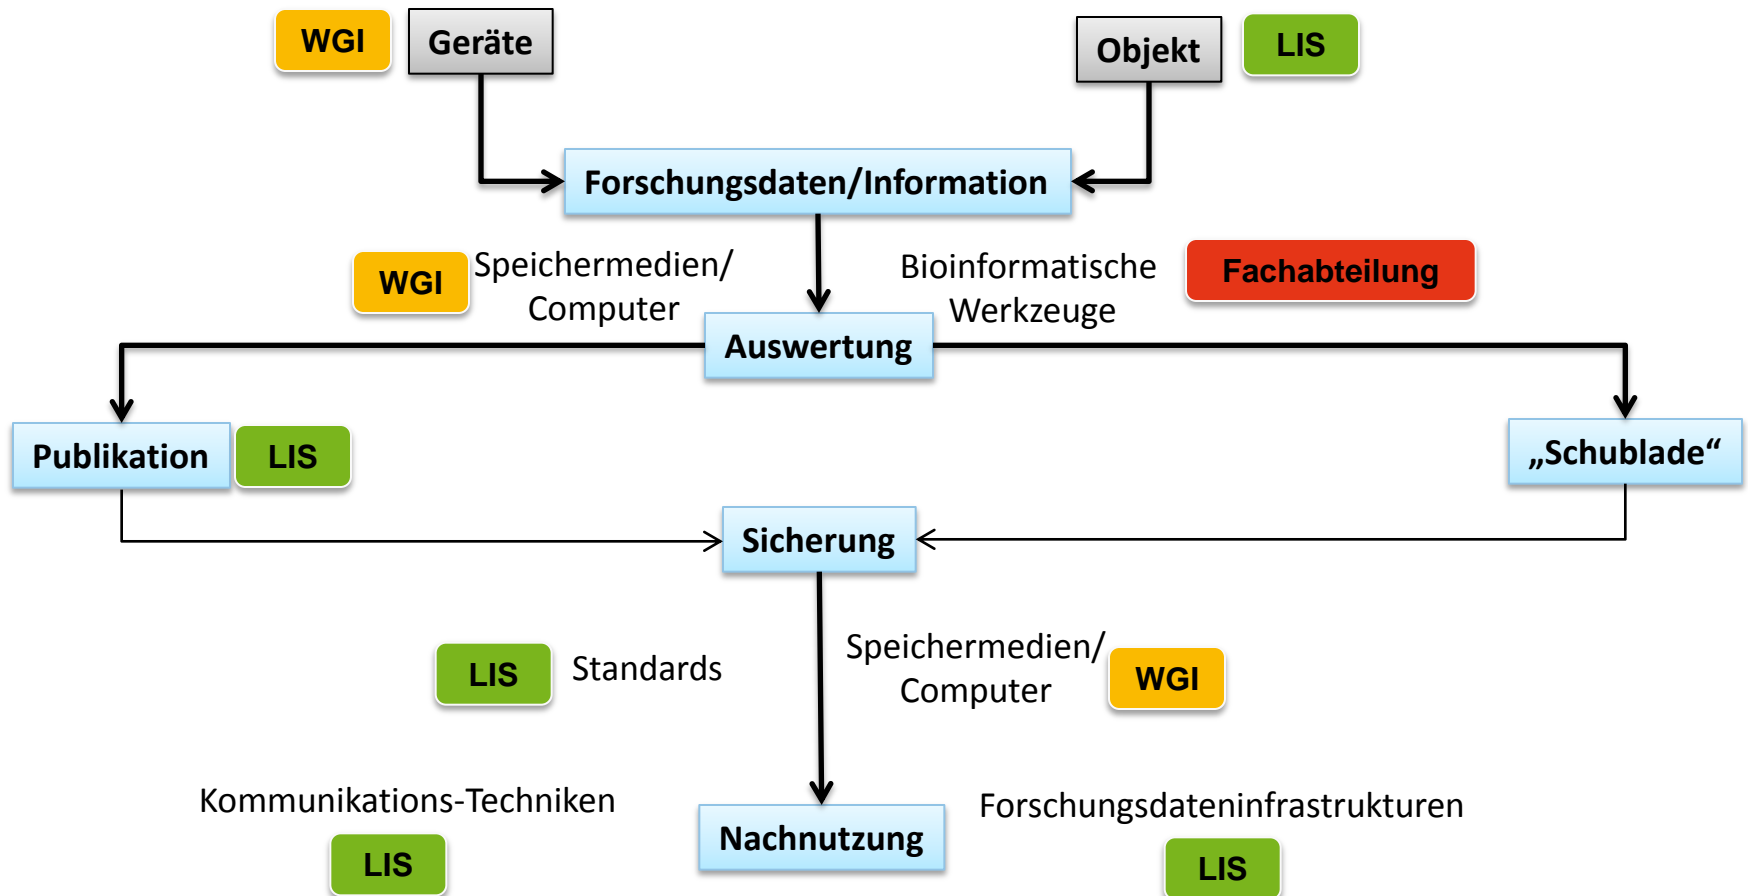 WGI
Geräte
Objekt
LIS
Forschungsdaten/Information
WGI
Speichermedien/
Computer
Bioinformatische
Werkzeuge
Fachabteilung
Auswertung
Publikation
LIS
„Schublade“
Sicherung
LIS
Standards
Speichermedien/
Computer
WGI
Kommunikations-Techniken
LIS
Nachnutzung
Forschungsdateninfrastrukturen
LIS